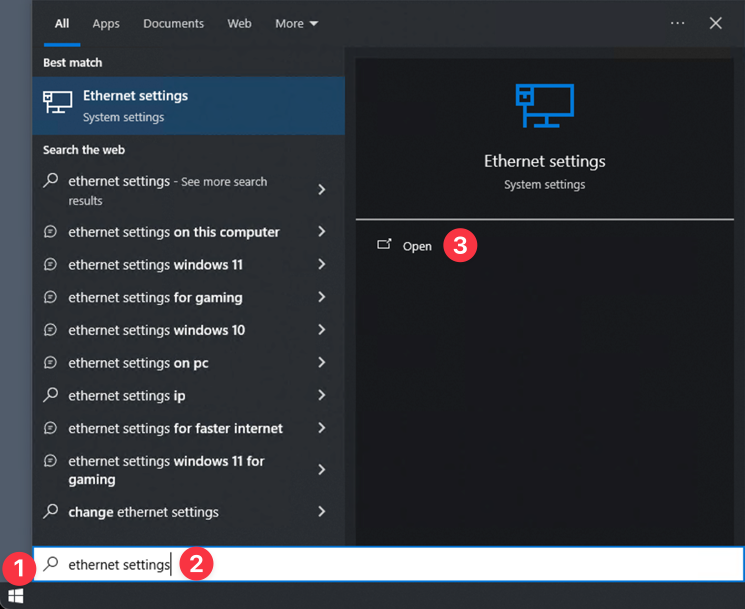 All Apps Documents Web More ...
Best match
Ethernet settings
System settings
Search the web
ethernet settings - See more search
results
ethernet settings on this computer
ethernet settings windows 11
ethernet settings for gaming
ethernet settings windows 10
ethernet settings on pc
ethernet settings ip
ethernet settings for faster internet
ethernet settings windows 11 for
gaming
change ethernet settings
Ethernet settings
System settings
Open 3
1 ethernet settings 2